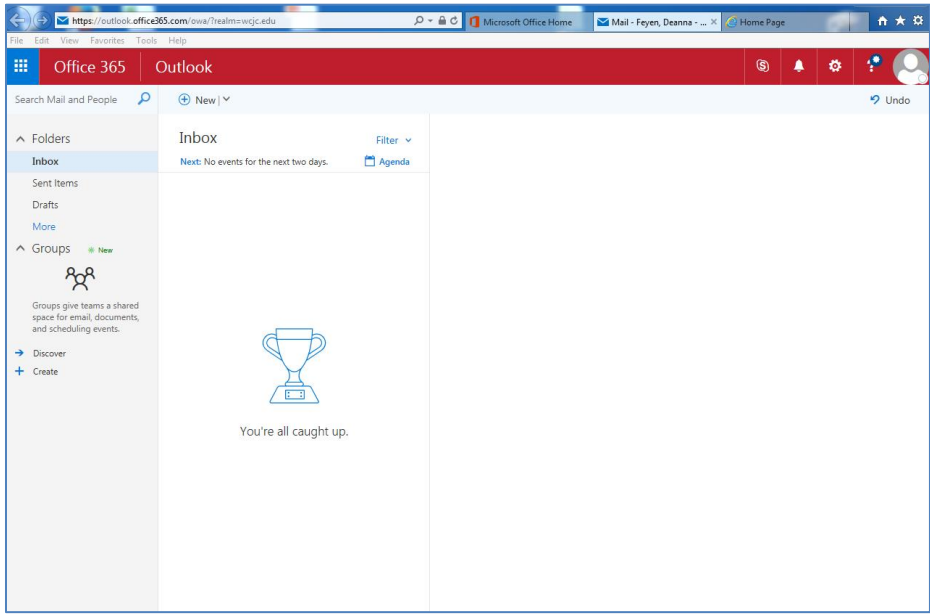 https://outlook.office365.com/owa/?realm=wcjc.edu
Microsoft Office Home
Mail - Feyen, Deanna - ...
Home Page
File Edit View Favorites Tools Help
Office 365 Outlook
Search Mail and People
New
Undo
Folders
Inbox
Sent Items
Drafts
More
Groups New
Groups give teams a shared
space for email, documents,
and scheduling events.
Discover
Create
Inbox
Filter
Next: No events for the next two days.
Agenda
You're all caught up.